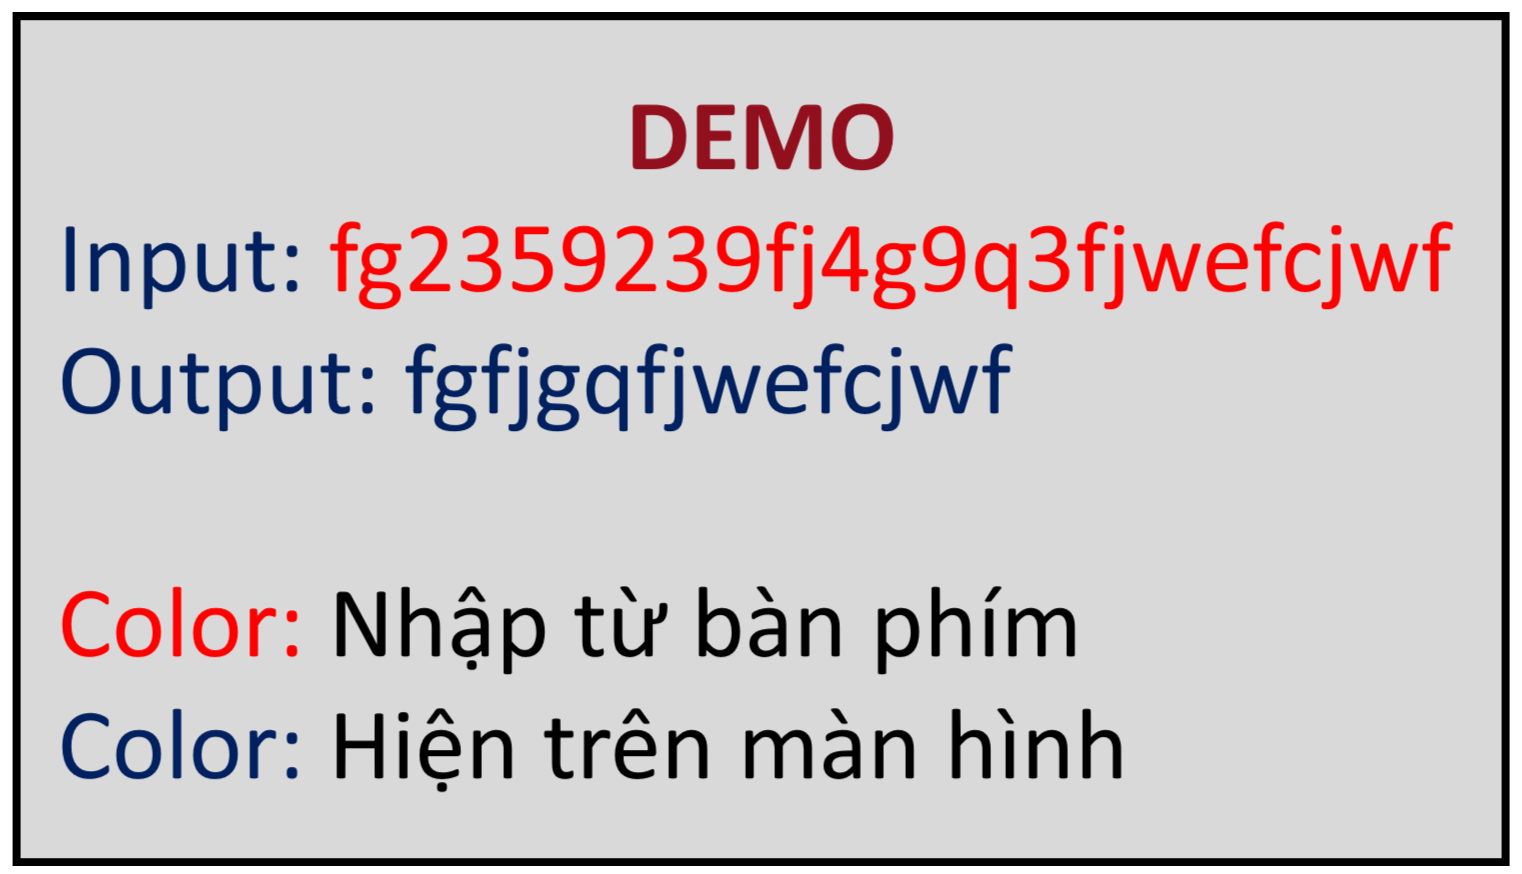 DEMO
Input: fg2359239fj4g9q3fjwefcjwf
Output: fgfjgqfjwefcjwf
Color: Nhập từ bàn phím
Color: Hiện trên màn hình